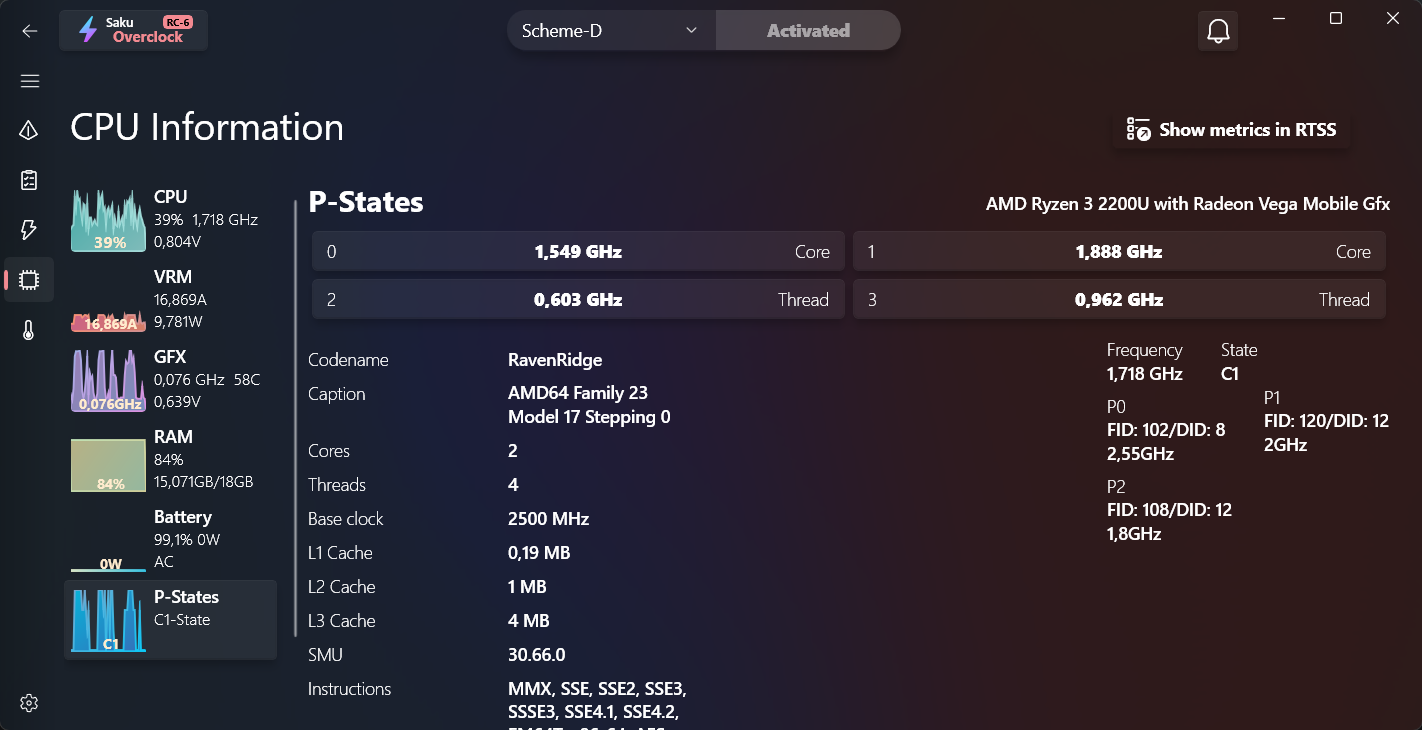 Saku RC-6
Overclock
Scheme-D
Activated
CPU Information
Show metrics in RTSS
CPU
39% 1,718 GHz
0,804V
39%
VRM
16,869A
9,781W
16,869A
GFX
0,076 GHz 58C
0,639V
0,076GHz
RAM
84%
15,071GB/18GB
84%
Battery
99,1% 0W
AC
0W
P-States
C1-State
C1
P-States
AMD Ryzen 3 2200U with Radeon Vega Mobile Gfx
0 1,549 GHz Core
1 1,888 GHz Core
2 0,603 GHz Thread
3 0,962 GHz Thread
Codename RavenRidge
Caption AMD64 Family 23
Model 17 Stepping 0
Cores 2
Threads 4
Base clock 2500 MHz
L1 Cache 0,19 MB
L2 Cache 1 MB
L3 Cache 4 MB
SMU 30.66.0
Instructions MMX, SSE, SSE2, SSE3,
SSSE3, SSE4.1, SSE4.2,
Frequency State
1,718 GHz C1
P0
FID: 102/DID: 8
2,55GHz
P1
FID: 120/DID: 12
2GHz
P2
FID: 108/DID: 12
1,8GHz